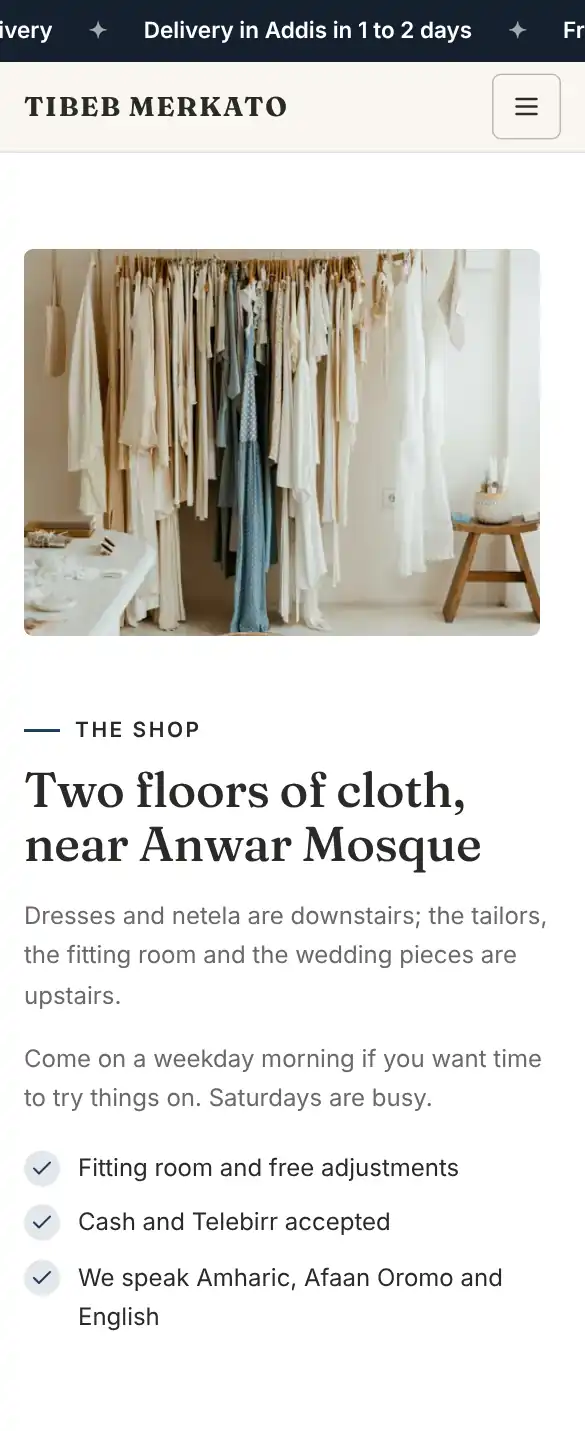 ivery ✦ Delivery in Addis in 1 to 2 days ✦ Fr
TIBEB MERKATO
THE SHOP
Two floors of cloth,
near Anwar Mosque
Dresses and netela are downstairs; the tailors,
the fitting room and the wedding pieces are
upstairs.
Come on a weekday morning if you want time
to try things on. Saturdays are busy.
Fitting room and free adjustments
Cash and Telebirr accepted
We speak Amharic, Afaan Oromo and
English